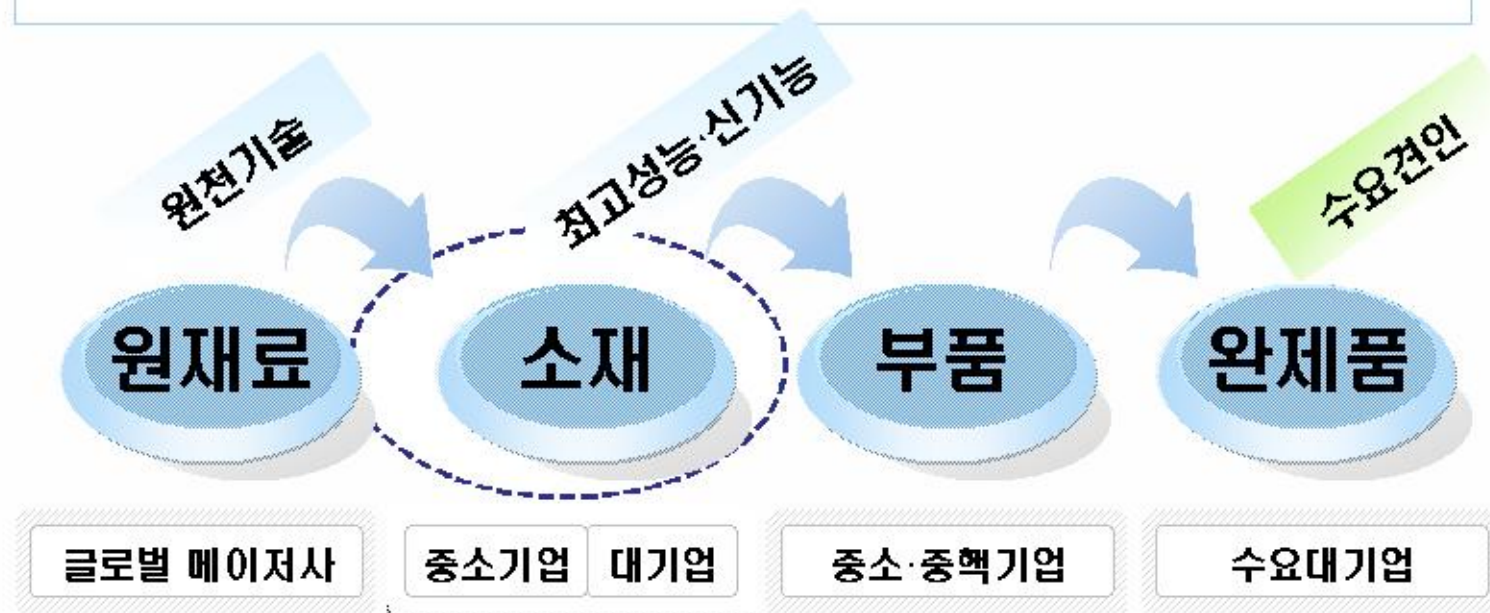 원천기술
최고성능·신기능
수요견인
원재료
소재
부품
완제품
글로벌 메이저사
중소기업
대기업
중소·중핵기업
수요대기업